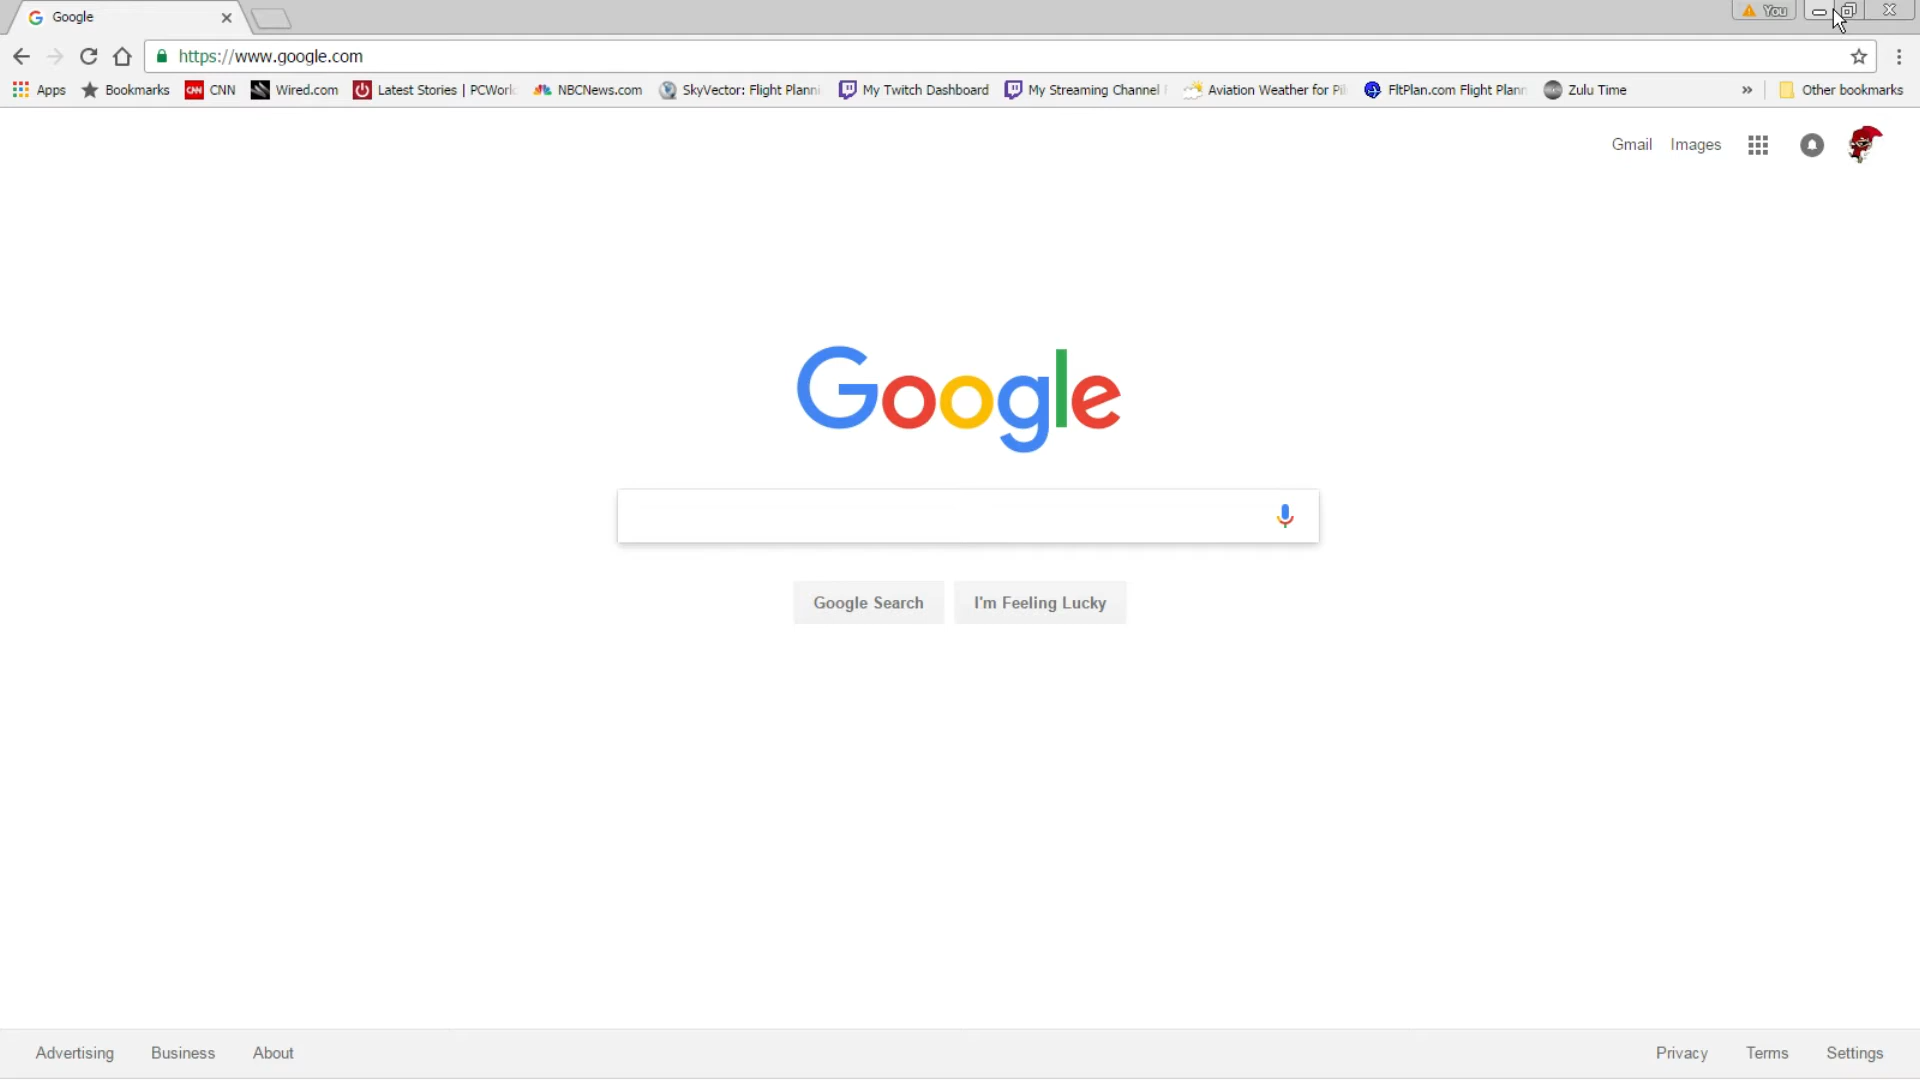 Google
You
https://www.google.com
Apps Bookmarks CNN Wired.com Latest Stories | PCWork NBCNews.com SkyVector: Flight Planni My Twitch Dashboard My Streaming Channel Aviation Weather for Pil FltPlan.com Flight Plann Zulu Time » Other bookmarks
Gmail Images
Google
Google Search I'm Feeling Lucky
Advertising Business About Privacy Terms Settings